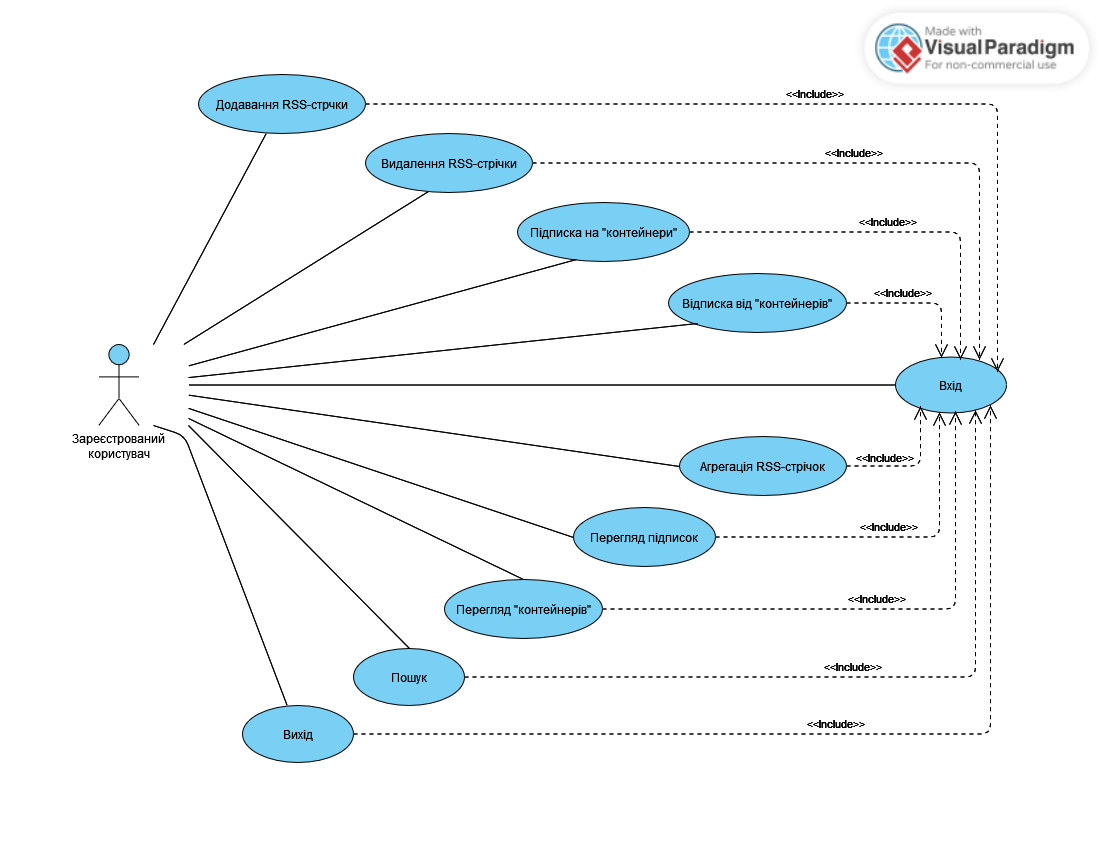 Made with
Visual Paradigm
For non-commercial use
<<Include>>
Додавання RSS-стрчки
<<Include>>
Видалення RSS-стрічки
<<Include>>
Підписка на "контейнери"
<<Include>>
Відписка від "контейнерів"
Вхід
Зареєстрований
користувач
<<Include>>
Агрегація RSS-стрічок
<<Include>>
Перегляд підписок
<<Include>>
Перегляд "контейнерів"
<<Include>>
Пошук
<<Include>>
Вихід